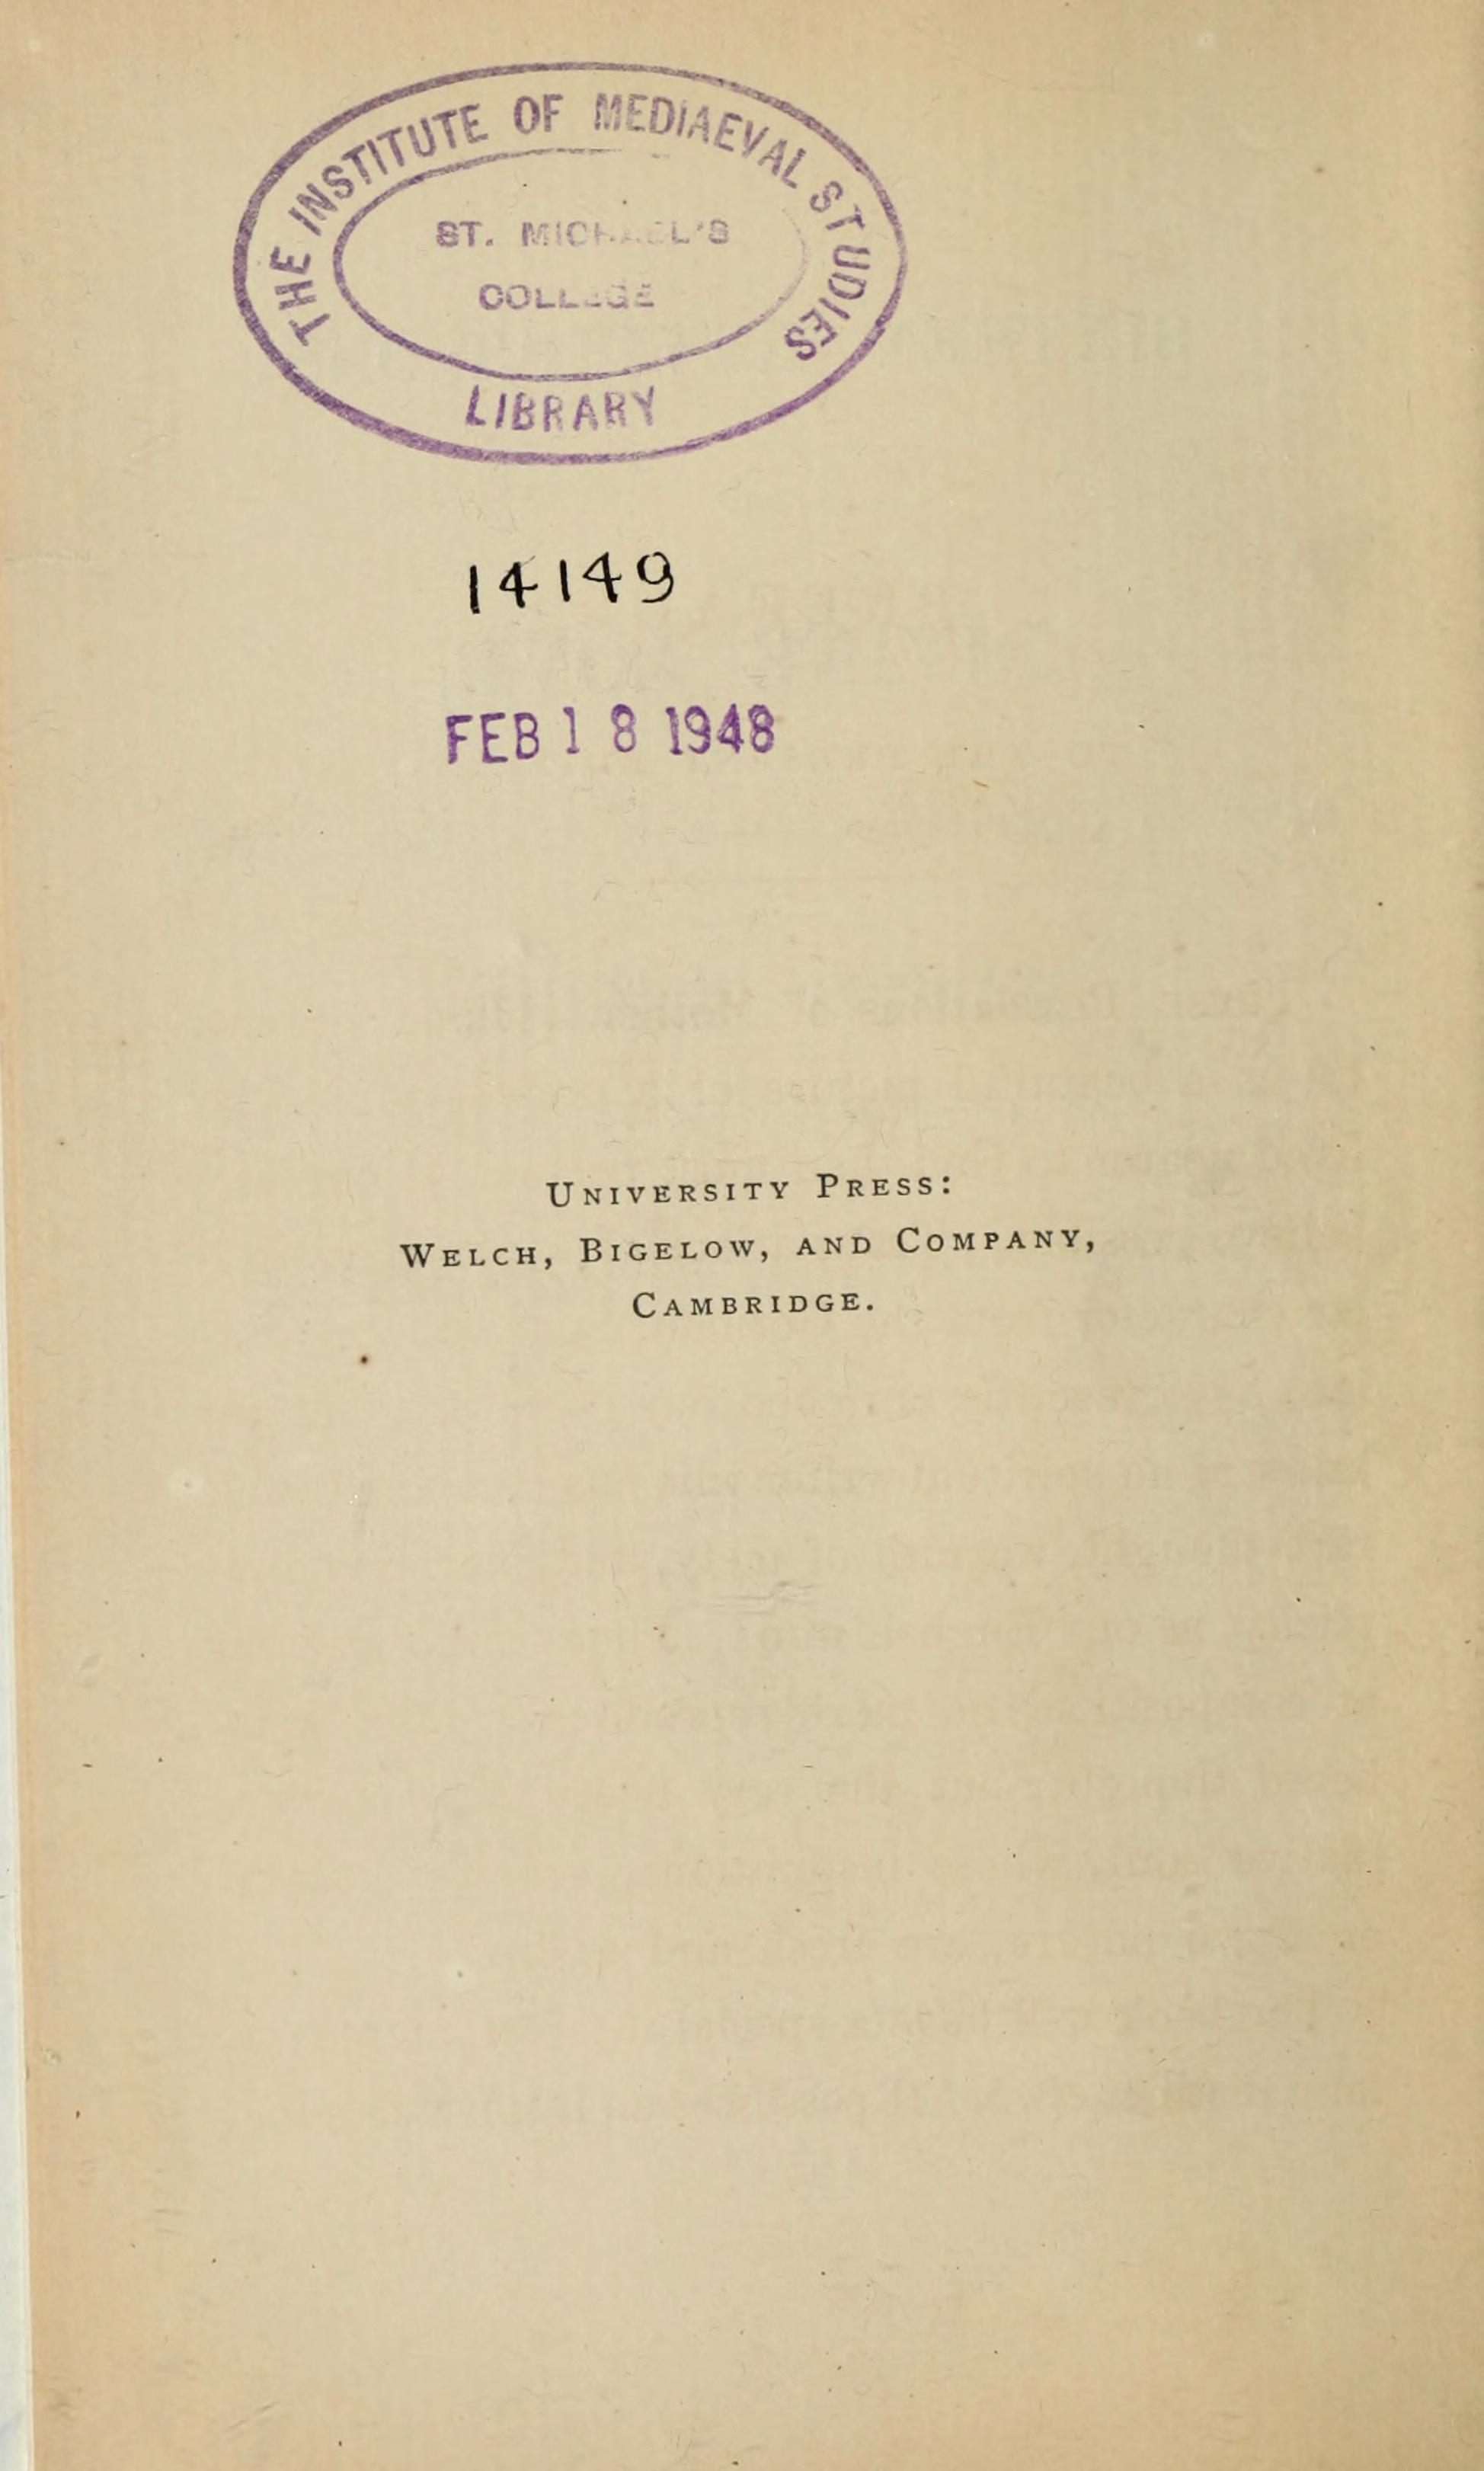 THE INSTITUTE OF MEDIAEVAL STUDIES
ST. MICHAEL'S
COLLEGE
LIBRARY
14149
FEB 18 1948
UNIVERSITY PRESS:
WELCH, BIGELOW, AND COMPANY,
CAMBRIDGE.